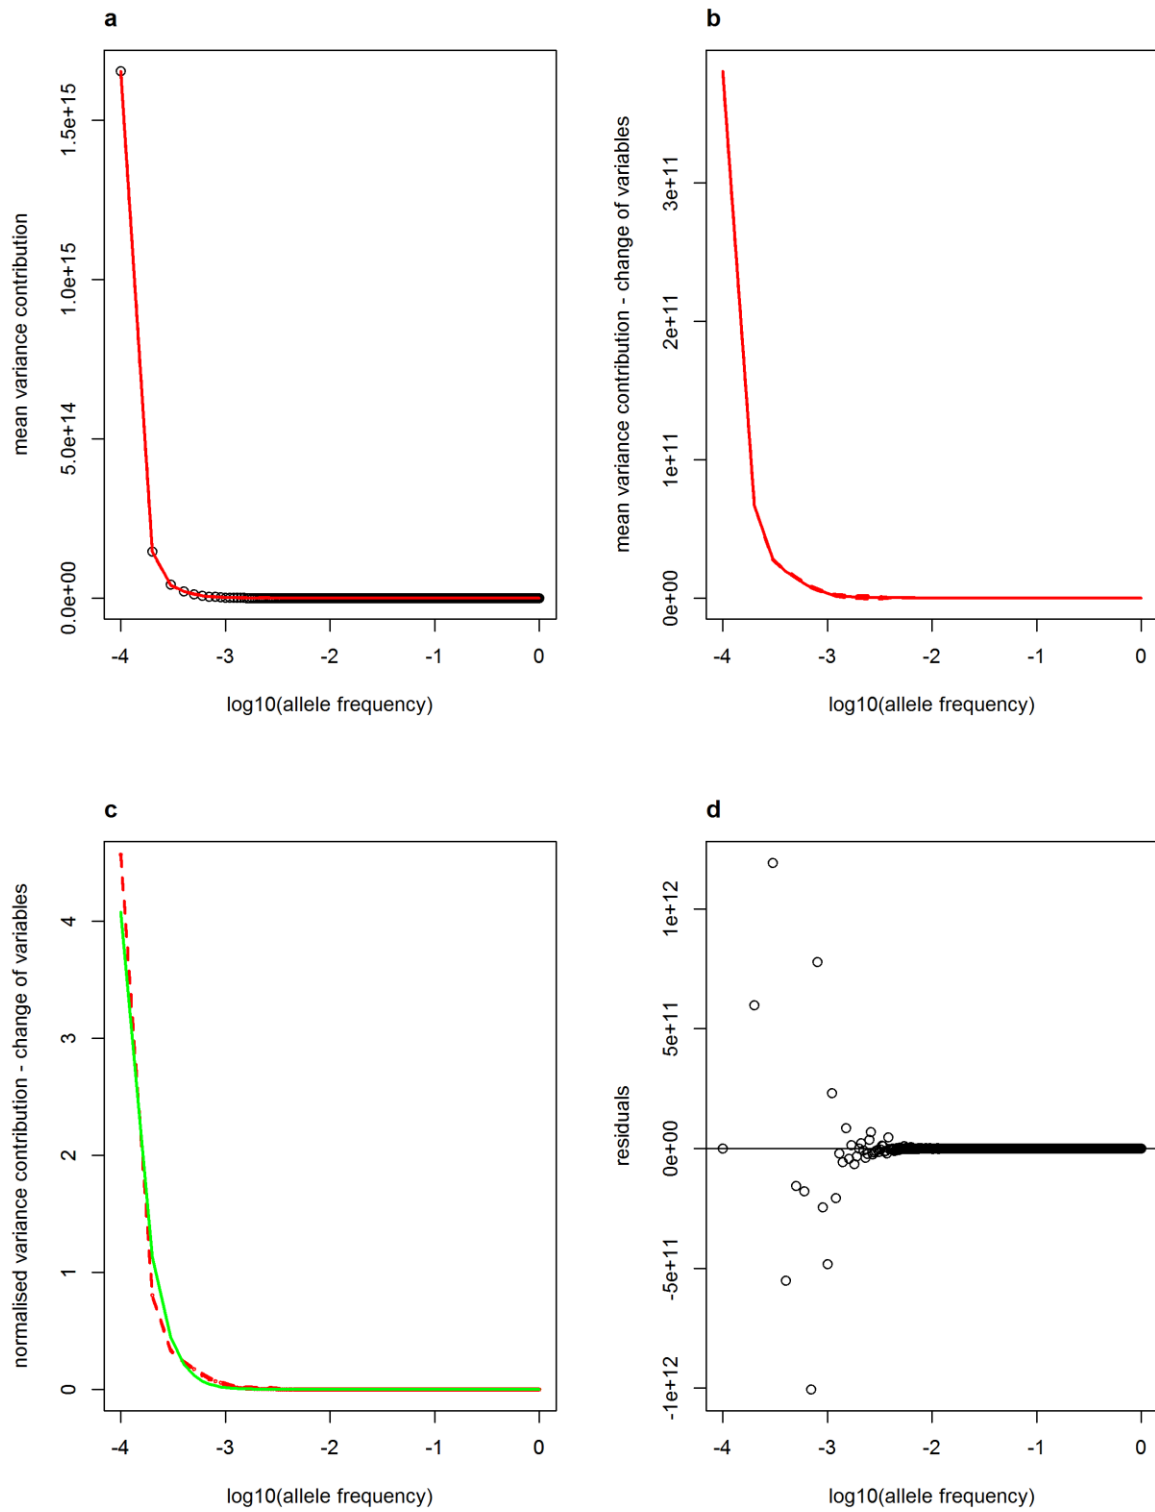 a
mean variance contribution
0.0e+00 5.0e+14 1.0e+15 1.5e+15
-4 -3 -2 -1 0
log10(allele frequency)
b
mean variance contribution - change of variables
0e+00 1e+11 2e+11 3e+11
-4 -3 -2 -1 0
log10(allele frequency)
c
normalised variance contribution - change of variables
0 1 2 3 4
-4 -3 -2 -1 0
log10(allele frequency)
d
residuals
-1e+12 -5e+11 0e+00 5e+11 1e+12
-4 -3 -2 -1 0
log10(allele frequency)